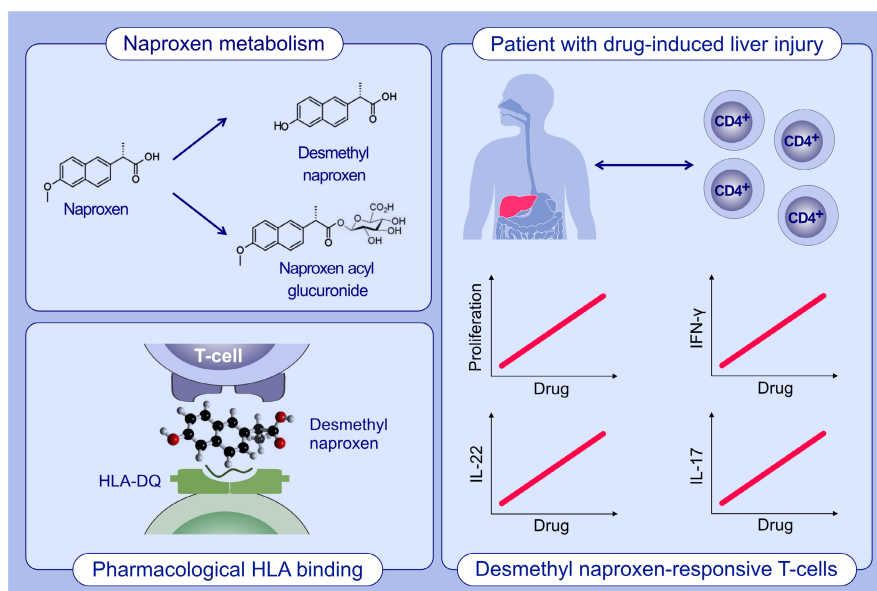 Naproxen metabolism
OH
O
O
Naproxen
HO
OH
O
Desmethyl
naproxen
O
O
O
CO₂H
O
OH
OH
OH
Naproxen acyl
glucuronide
T-cell
Desmethyl
naproxen
HLA-DQ
Pharmacological HLA binding
Patient with drug-induced liver injury
CD4+
CD4+
CD4+
CD4+
Proliferation
Drug
IFN-γ
Drug
IL-22
Drug
IL-17
Drug
Desmethyl naproxen-responsive T-cells